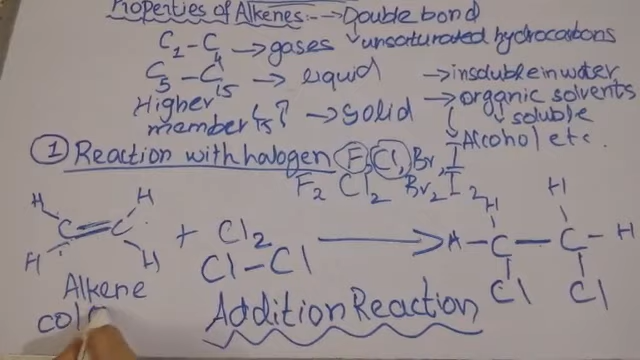 Properties of Alkenes:- → Double bond
C2-C4 → gases ↘ unsaturated hydrocarbons
C5-C15 → Liquid → insoluble in water
Higher → organic solvents
member → Solid ↳ soluble
Alcohol etc.
① Reaction with halogen F, Cl, Br, I
F2 Cl2 Br2 I2
H H H H
C=C + Cl2 → H-C-C-H
H H Cl-Cl Cl Cl
Alkene
Addition Reaction